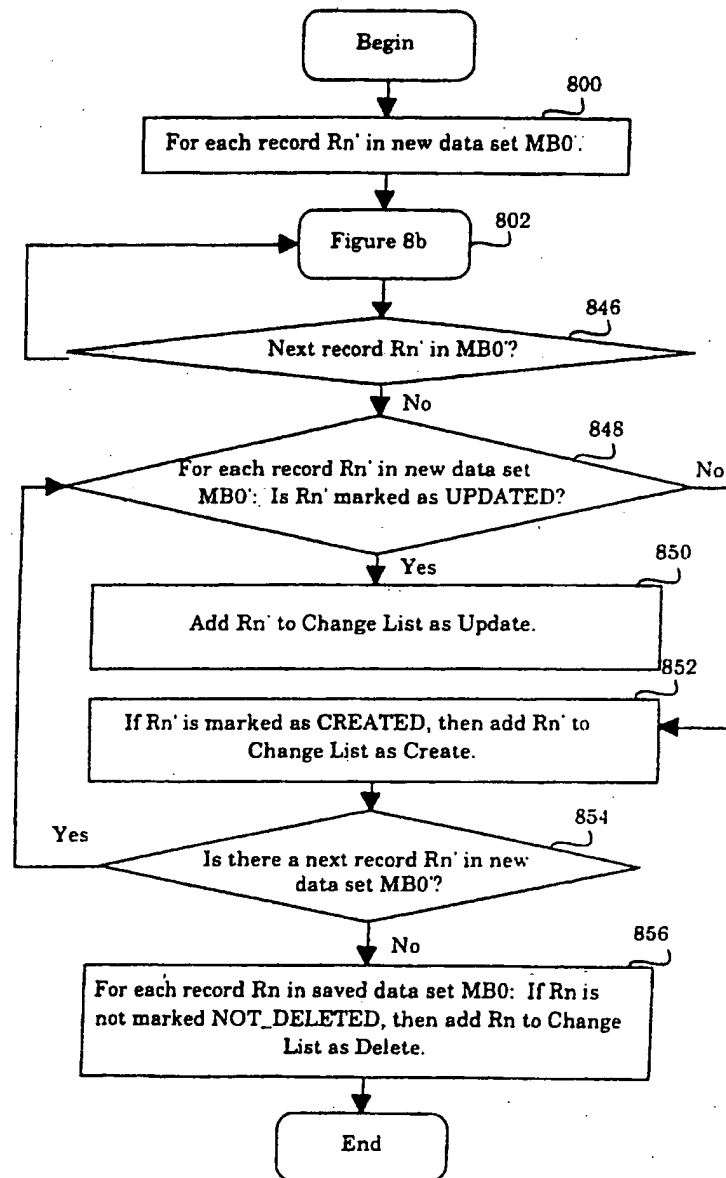 Begin
800
For each record Rn' in new data set MB0'.
Figure 8b
802
846
Next record Rn' in MB0'?
No
848
For each record Rn' in new data set
MB0': Is Rn' marked as UPDATED?
No
Yes
850
Add Rn' to Change List as Update.
852
If Rn' is marked as CREATED, then add Rn' to
Change List as Create.
Yes
854
Is there a next record Rn' in new
data set MB0'?
No
856
For each record Rn in saved data set MB0: If Rn is
not marked NOT_DELETED, then add Rn to Change
List as Delete.
End